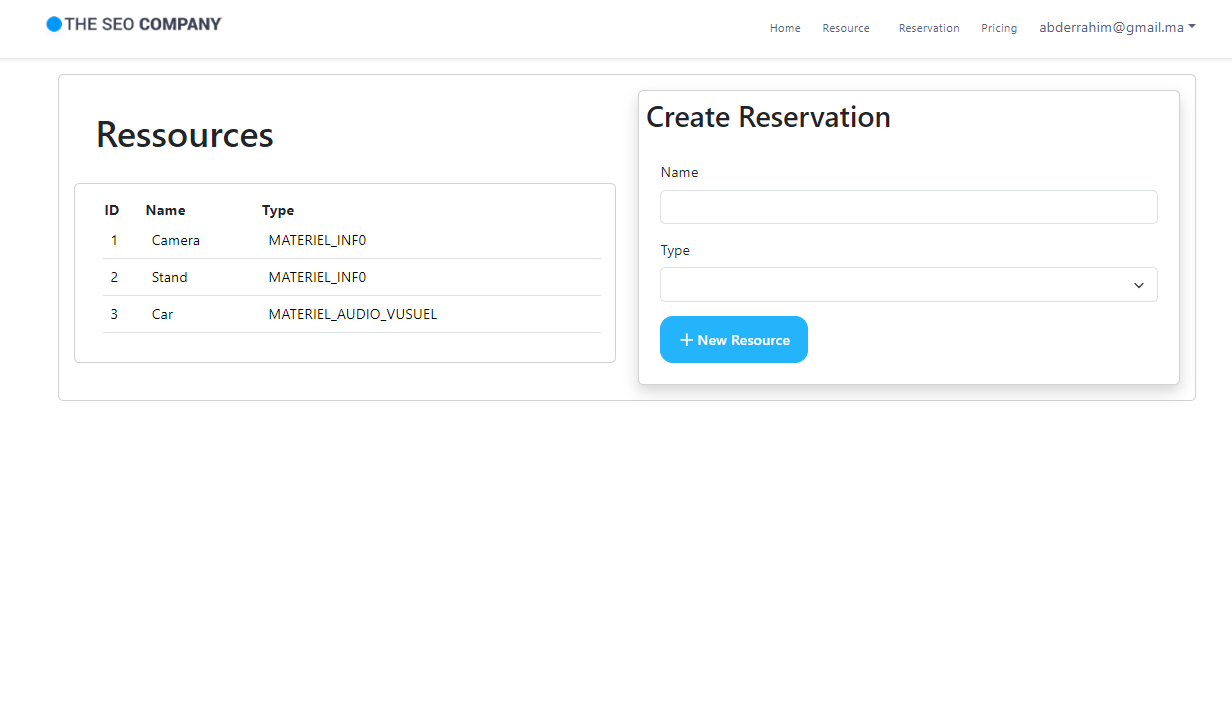 THE SEO COMPANY
Home Resource Reservation Pricing abderrahim@gmail.ma
Ressources
ID Name Type
1 Camera MATERIEL_INF0
2 Stand MATERIEL_INF0
3 Car MATERIEL_AUDIO_VUSUEL
Create Reservation
Name
Type
New Resource